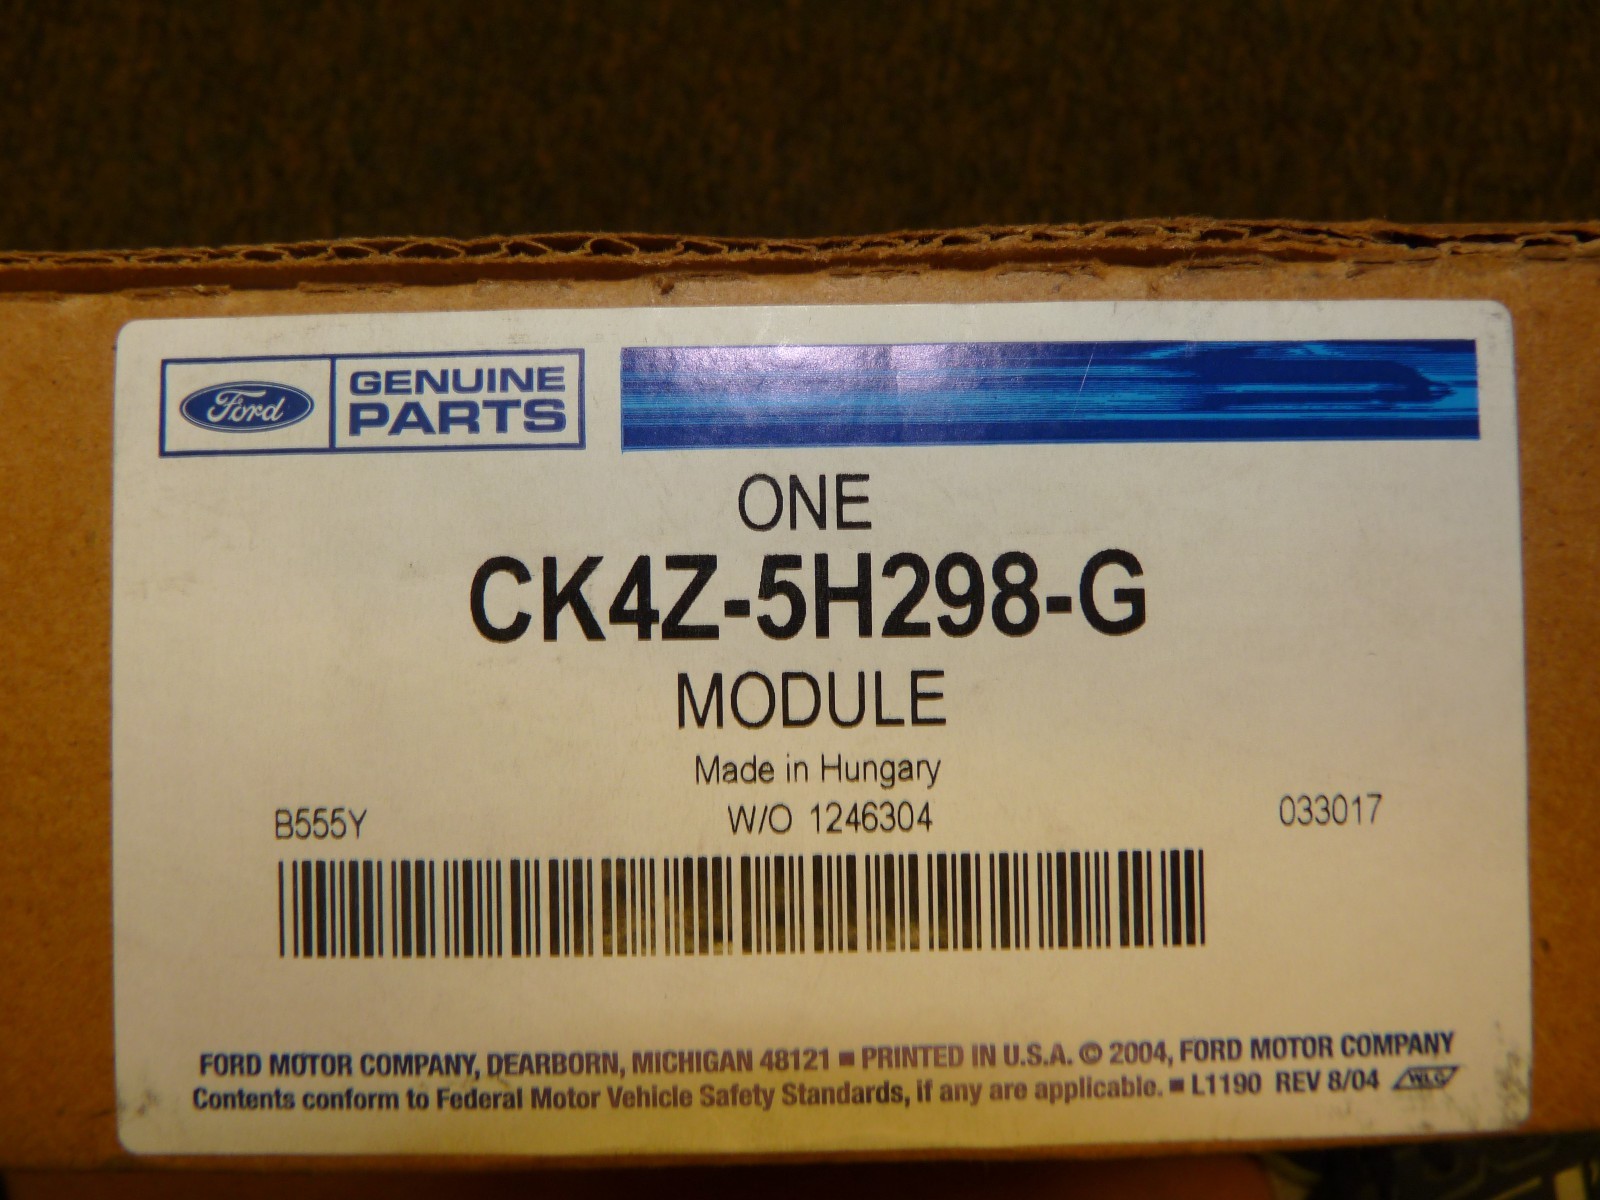 Ford GENUINE PARTS
ONE
CK4Z-5H298-G
MODULE
Made in Hungary
B555Y W/O 1246304 033017
FORD MOTOR COMPANY, DEARBORN, MICHIGAN 48121 ■ PRINTED IN U.S.A. © 2004, FORD MOTOR COMPANY
Contents conform to Federal Motor Vehicle Safety Standards, if any are applicable. ■ L1190 REV 8/04 WLS